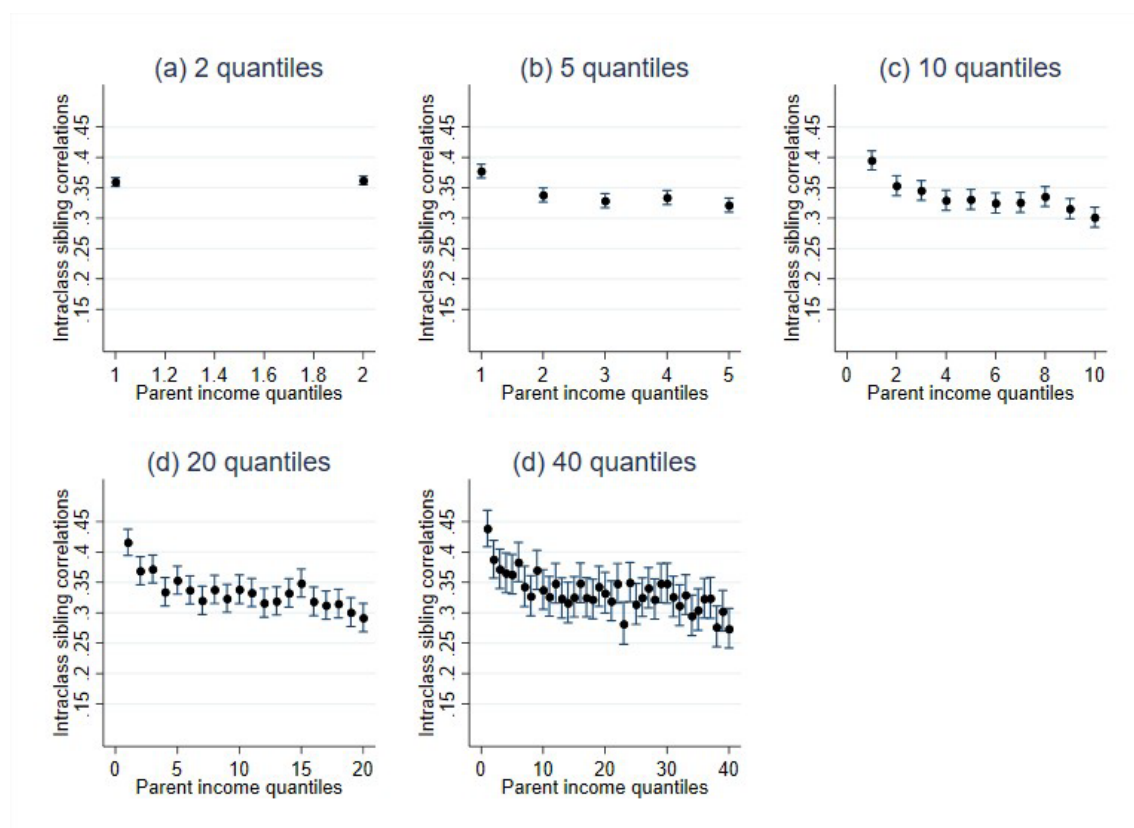 (a) 2 quantiles
Intraclass sibling correlations
.15 .2 .25 .3 .35 .4 .45
1 1.2 1.4 1.6 1.8 2
Parent income quantiles
(b) 5 quantiles
Intraclass sibling correlations
.15 .2 .25 .3 .35 .4 .45
1 2 3 4 5
Parent income quantiles
(c) 10 quantiles
Intraclass sibling correlations
.15 .2 .25 .3 .35 .4 .45
0 2 4 6 8 10
Parent income quantiles
(d) 20 quantiles
Intraclass sibling correlations
.15 .2 .25 .3 .35 .4 .45
0 5 10 15 20
Parent income quantiles
(d) 40 quantiles
Intraclass sibling correlations
.15 .2 .25 .3 .35 .4 .45
0 10 20 30 40
Parent income quantiles